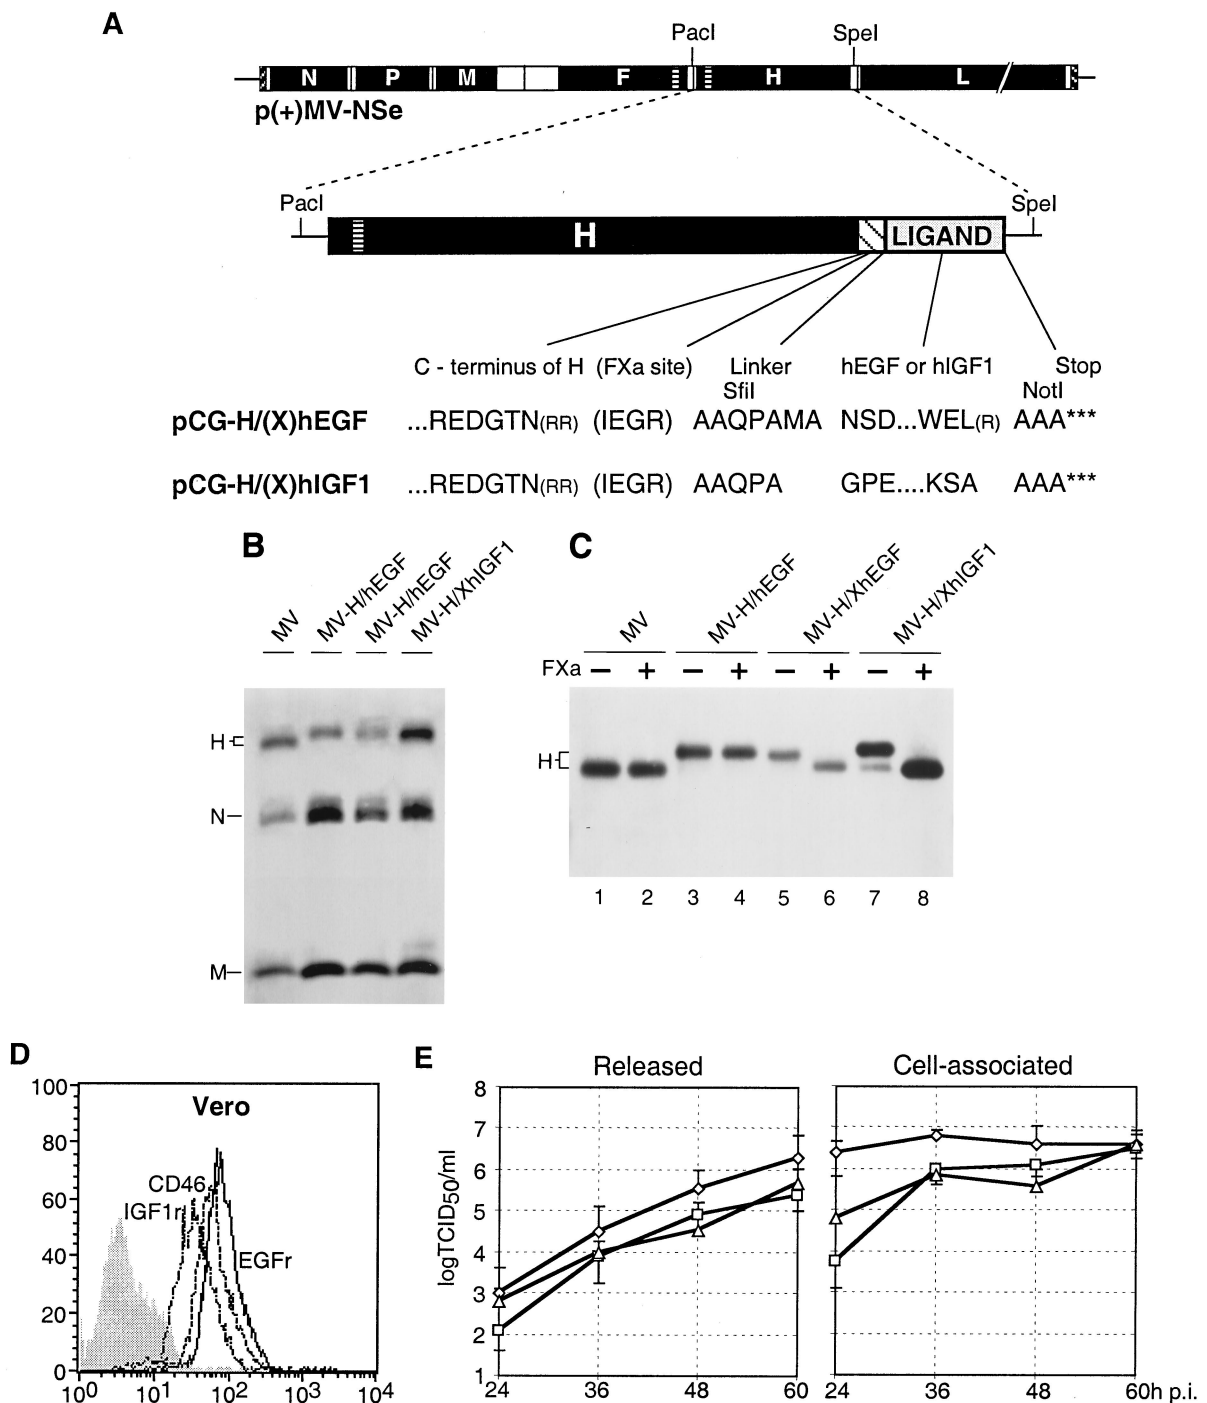 A
PacI SpeI
N P M F H L
p(+)MV-NSe
PacI SpeI
H LIGAND
C - terminus of H (FXa site) Linker hEGF or hIGF1 Stop
SfiI NotI
pCG-H/(X)hEGF ...REDGTN(RR) (IEGR) AAQPAMA NSD...WEL(R) AAA***
pCG-H/(X)hIGF1 ...REDGTN(RR) (IEGR) AAQPA GPE....KSA AAA***
B
MV MV-H/hEGF MV-H/hEGF MV-H/XhIGF1
H
N
M
C
MV MV-H/hEGF MV-H/XhEGF MV-H/XhIGF1
FXa − + − + − + − +
H
1 2 3 4 5 6 7 8
D
Vero
100
80
60
40
20
0
CD46
IGF1r
EGFr
10⁰ 10¹ 10² 10³ 10⁴
E
Released Cell-associated
logTCID50/ml
8
7
6
5
4
3
2
1
24 36 48 60 24 36 48 60h p.i.